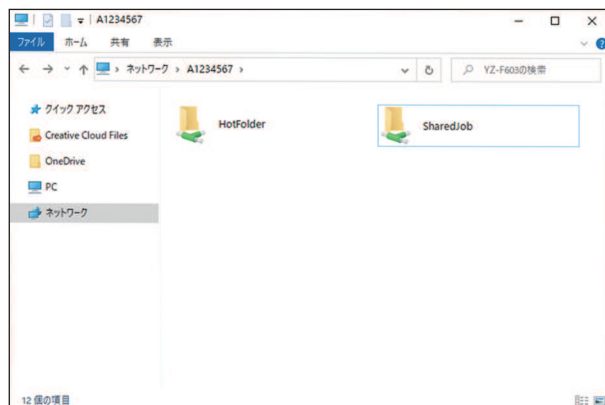 A1234567
ファイル ホーム 共有 表示
ネットワーク A1234567
YZ-F603の検索
クイック アクセス
Creative Cloud Files
OneDrive
PC
ネットワーク
HotFolder
SharedJob
12 個の項目